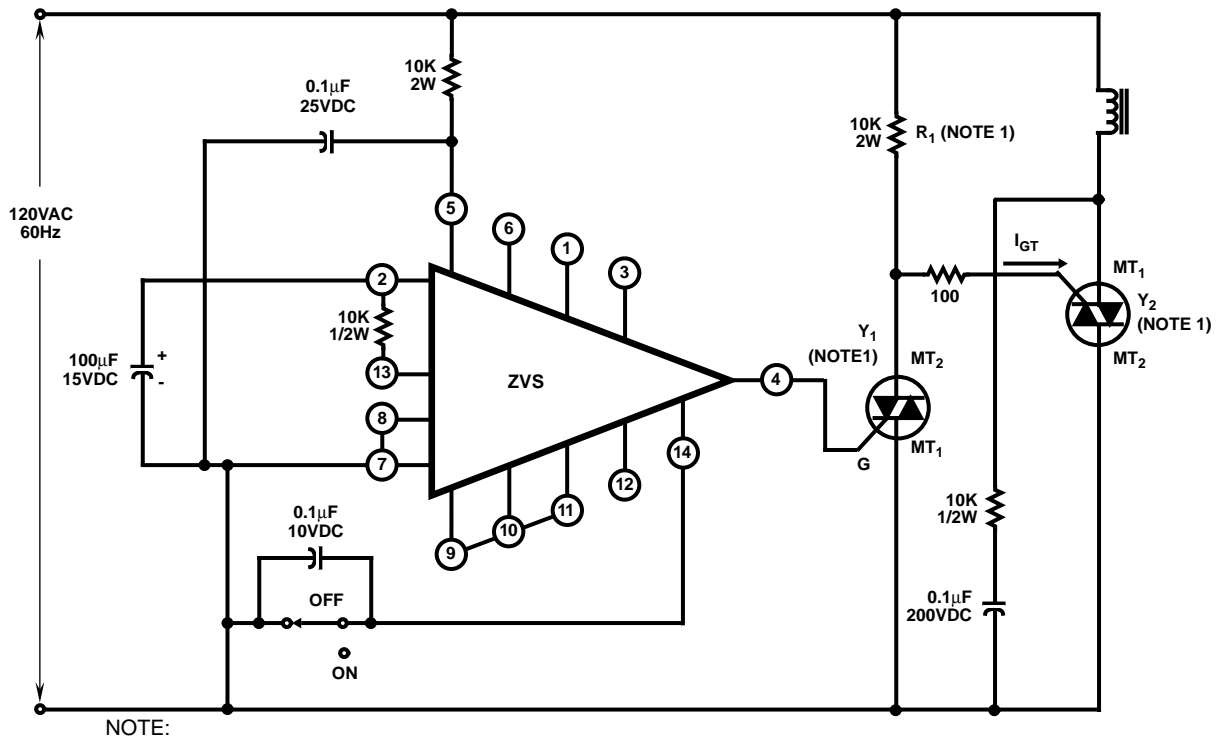 10K
2W
0.1μF
25VDC
120VAC
60Hz
10K
2W
R1 (NOTE 1)
5
6
1
3
2
10K
1/2W
13
100μF
15VDC
+
-
8
7
ZVS
4
14
12
11
10
9
0.1μF
10VDC
OFF
ON
IGT
100
MT1
Y2
(NOTE 1)
MT2
Y1
(NOTE1)
MT2
MT1
G
10K
1/2W
0.1μF
200VDC
NOTE: